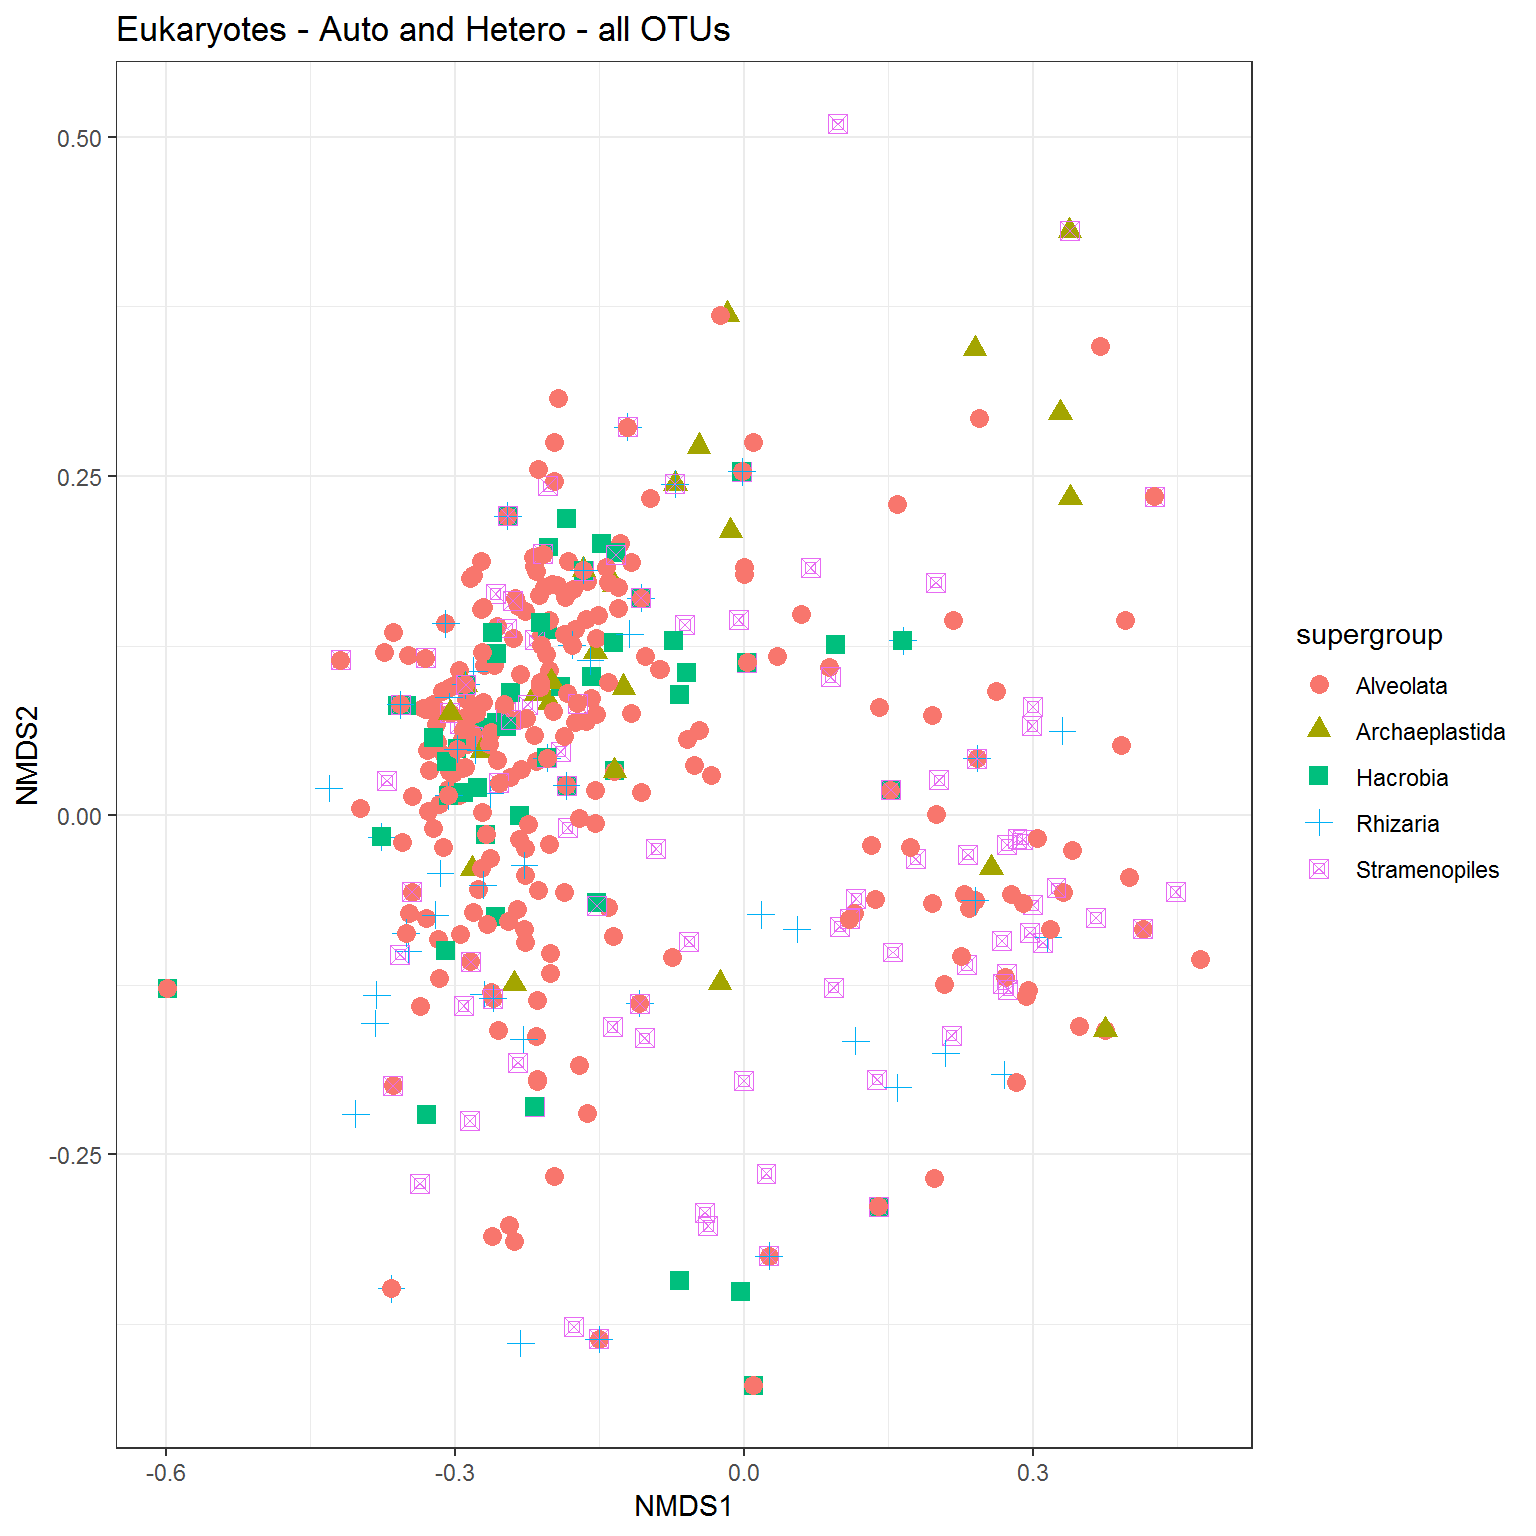 Eukaryotes - Auto and Hetero - all OTUs
0.50
0.25
0.00
-0.25
NMDS2
-0.6
-0.3
0.0
0.3
NMDS1
supergroup
Alveolata
Archaeplastida
Hacrobia
Rhizaria
Stramenopiles